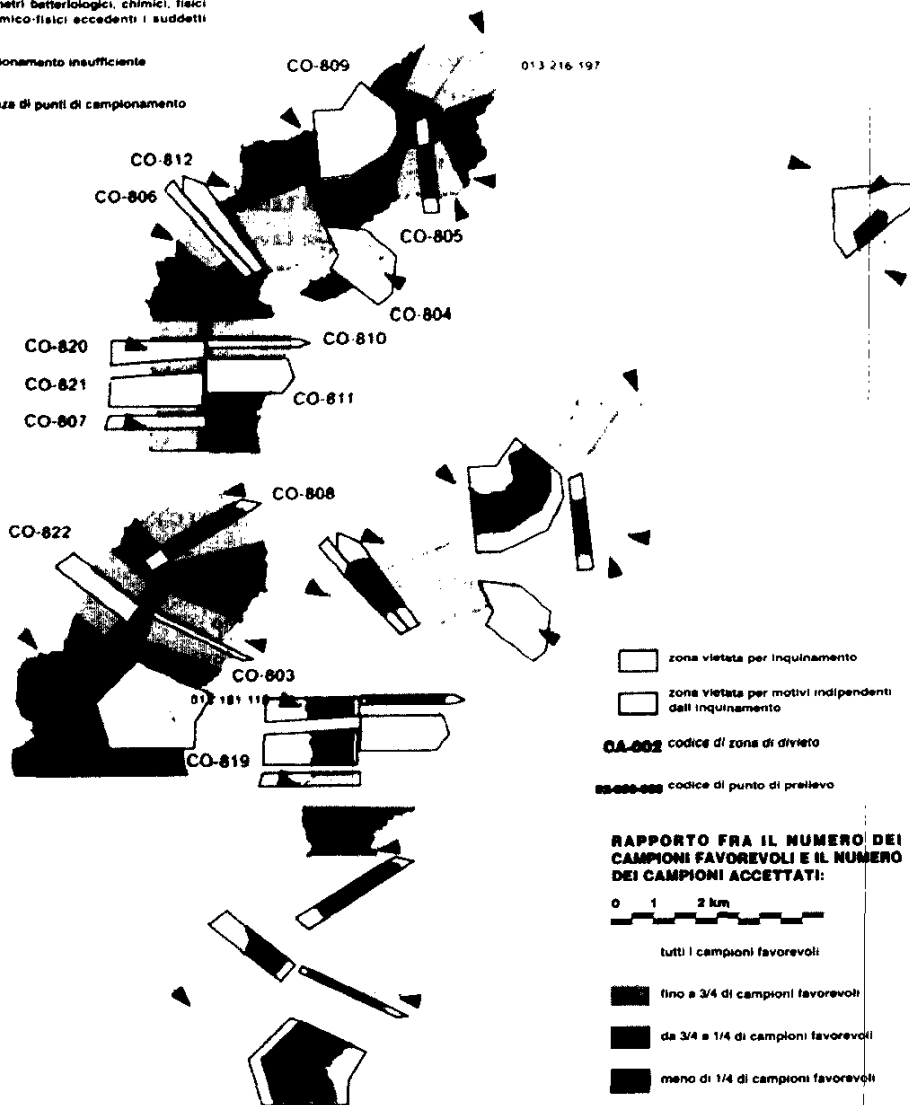 metri batteriologici, chimici, fisici
mico-fisici eccedenti i suddetti
ionamento insufficiente
za di punti di campionamento
CO-809
013 216 197
CO-812
CO-806
CO-805
CO-804
CO-820
CO-810
CO-821
CO-811
CO-807
CO-808
CO-822
CO-803
CO-819
zona vietata per inquinamento
zona vietata per motivi indipendenti
dall inquinamento
CA-002 codice di zona di divieto
codice di punto di prelievo
RAPPORTO FRA IL NUMERO DEI
CAMPIONI FAVOREVOLI E IL NUMERO
DEI CAMPIONI ACCETTATI:
0 1 2 km
tutti i campioni favorevoli
fino a 3/4 di campioni favorevoli
da 3/4 a 1/4 di campioni favorevoli
meno di 1/4 di campioni favorevoli